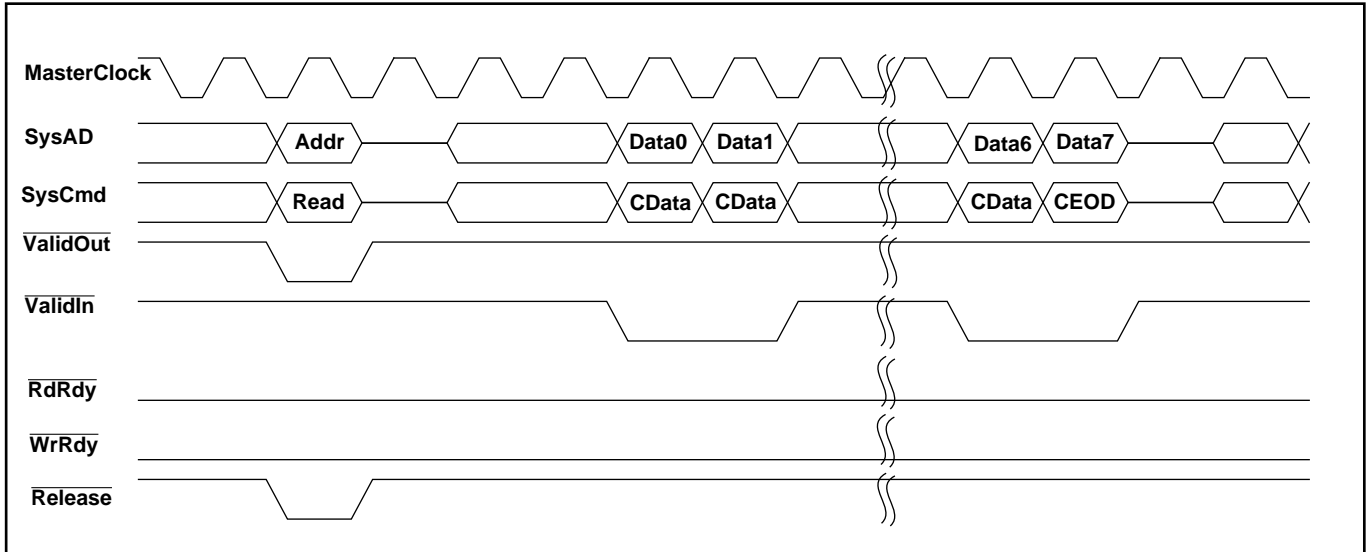 MasterClock
SysAD Addr Data0 Data1 Data6 Data7
SysCmd Read CData CData CData CEOD
ValidOut
ValidIn
RdRdy
WrRdy
Release